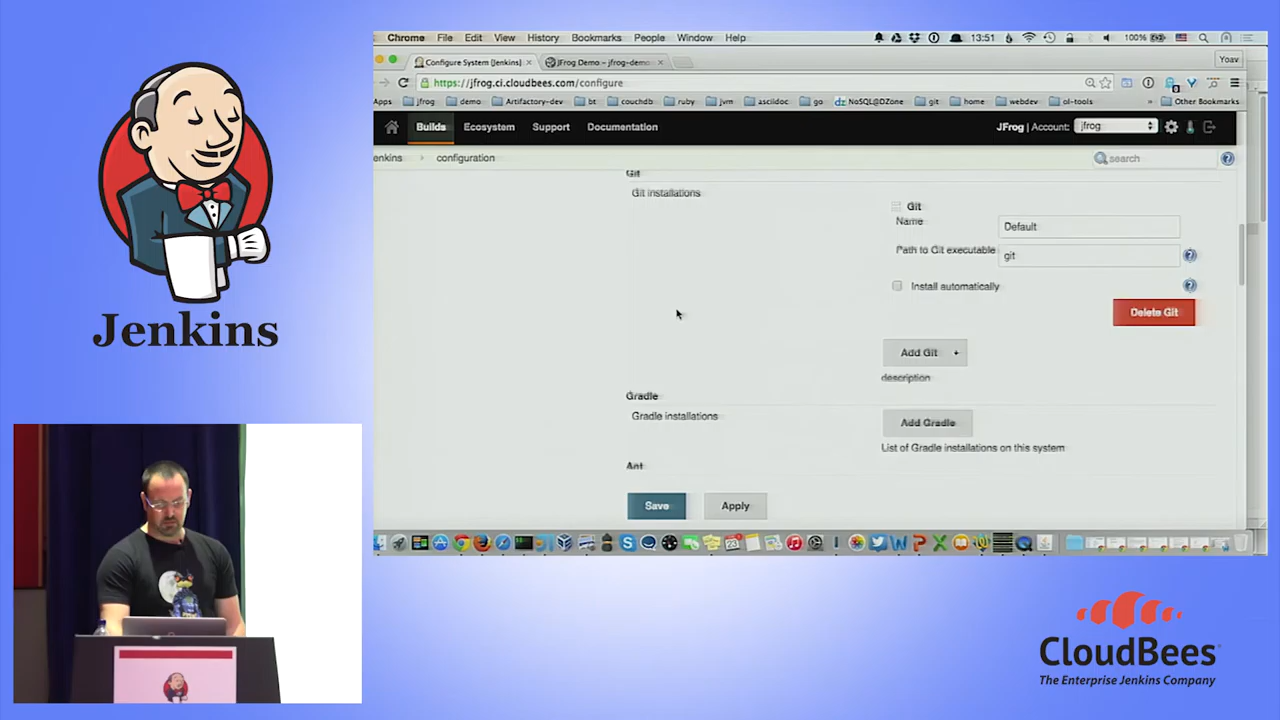 Jenkins
Chrome File Edit View History Bookmarks People Window Help 13:51 100%
Configure System [Jenkins] JFrog Demo – jfrog-demo Yoav
https://jfrog.ci.cloudbees.com/configure
Apps jfrog demo Artifactory-dev bt couchdb ruby jvm asciidoc go NoSQL@DZone git home webdev ol-tools » Other Bookmarks
Builds Ecosystem Support Documentation JFrog | Account: jfrog
enkins › configuration search
Git
Git installations
Git
Name Default
Path to Git executable git
Install automatically
Delete Git
Add Git
description
Gradle
Gradle installations
Add Gradle
List of Gradle installations on this system
Ant
Save Apply
CloudBees
The Enterprise Jenkins Company